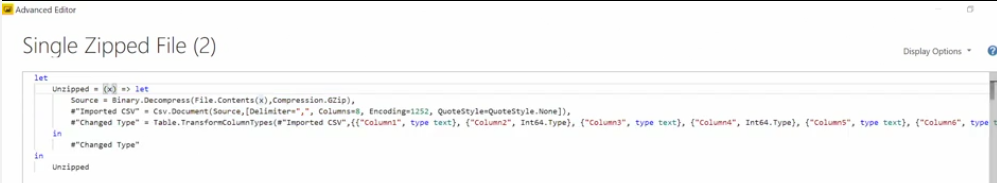 Advanced Editor
Single Zipped File (2)
Display Options
let
Unzipped = (x) => let
Source = Binary.Decompress(File.Contents(x),Compression.GZip),
#"Imported CSV" = Csv.Document(Source,[Delimiter=",", Columns=8, Encoding=1252, QuoteStyle=QuoteStyle.None]),
#"Changed Type" = Table.TransformColumnTypes(#"Imported CSV",{{"Column1", type text}, {"Column2", Int64.Type}, {"Column3", type text}, {"Column4", Int64.Type}, {"Column5", type text}, {"Column6", type t
in
#"Changed Type"
in
Unzipped